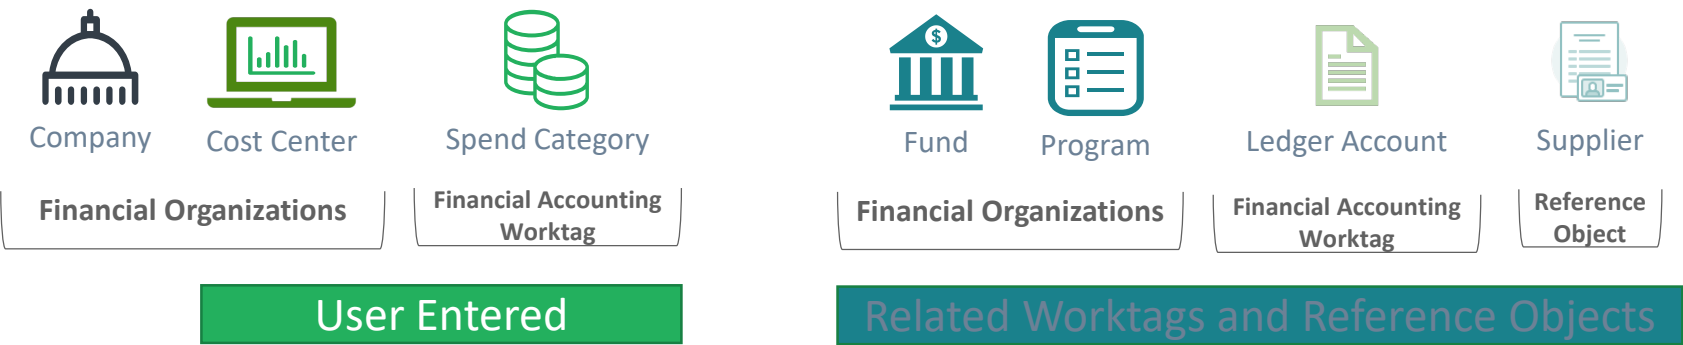 Company
Cost Center
Spend Category
Financial Organizations
Financial Accounting
Worktag
User Entered
$
Fund
Program
Ledger Account
Supplier
Financial Organizations
Financial Accounting
Worktag
Reference
Object
Related Worktags and Reference Objects